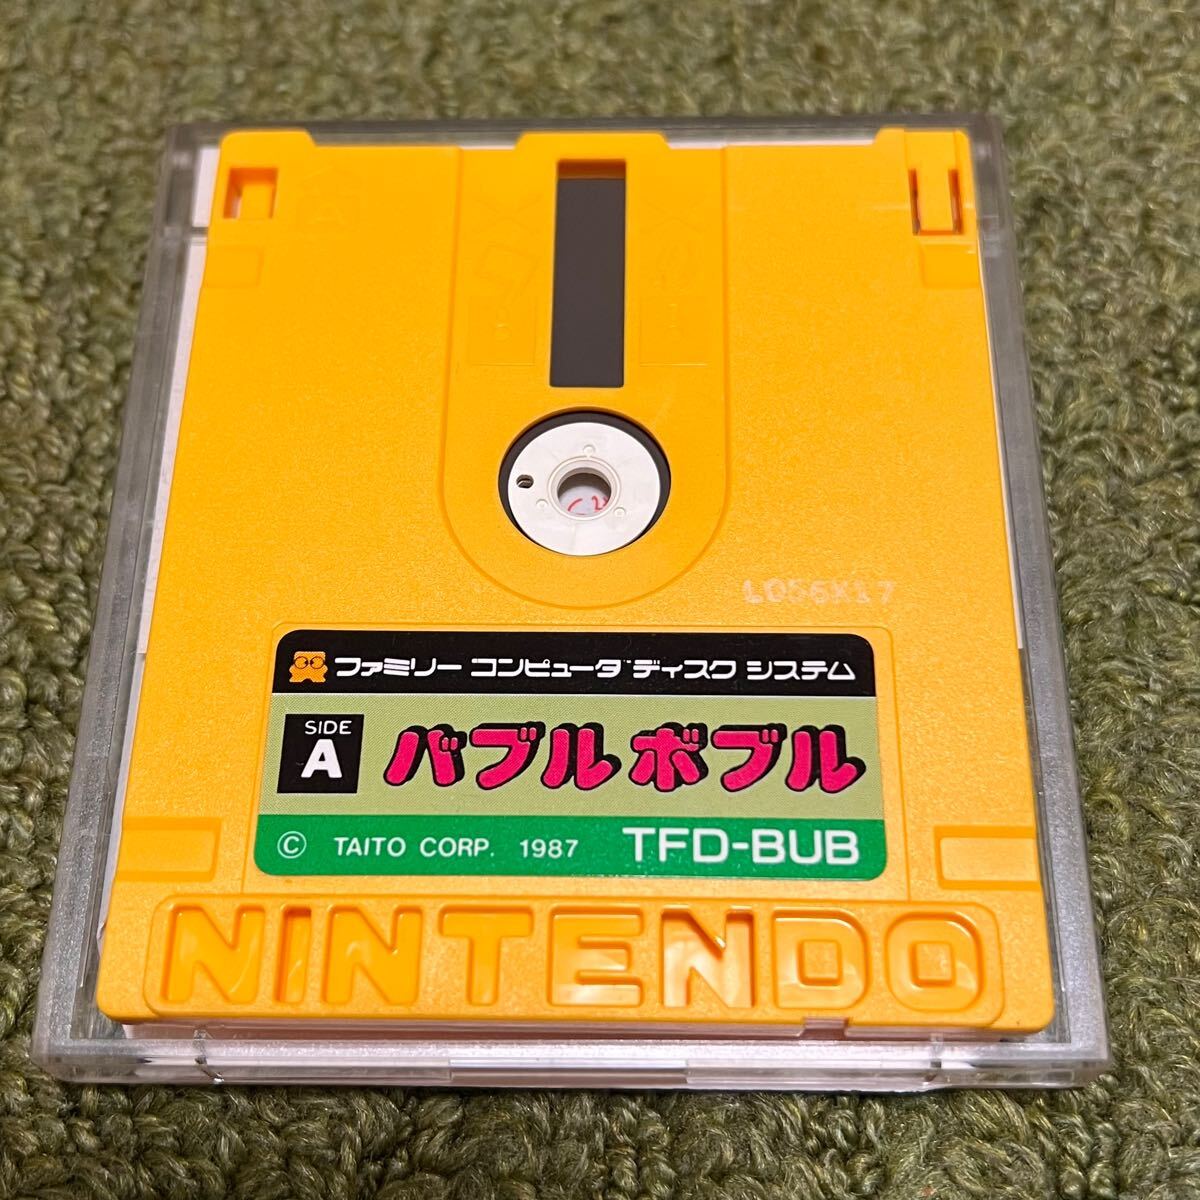 L056X17
ファミリー コンピュータ ディスク システム
SIDE A
バブルボブル
© TAITO CORP. 1987 TFD-BUB
NINTENDO